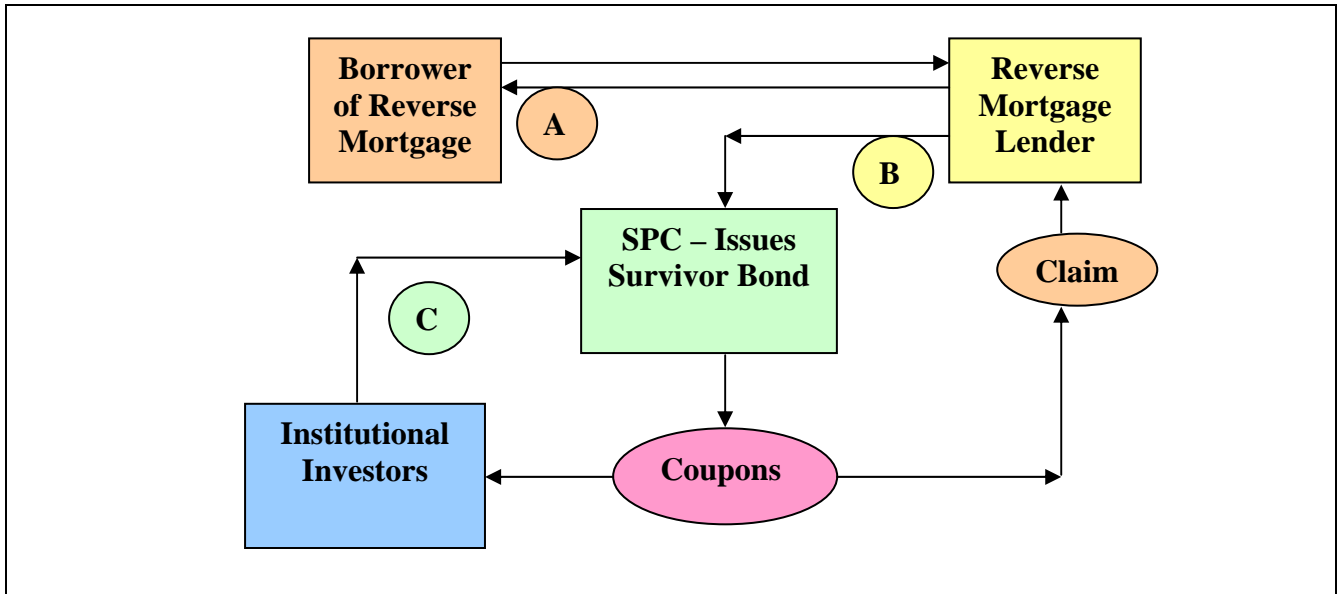 Borrower
of Reverse
Mortgage
Reverse
Mortgage
Lender
A
B
SPC – Issues
Survivor Bond
Claim
C
Institutional
Investors
Coupons